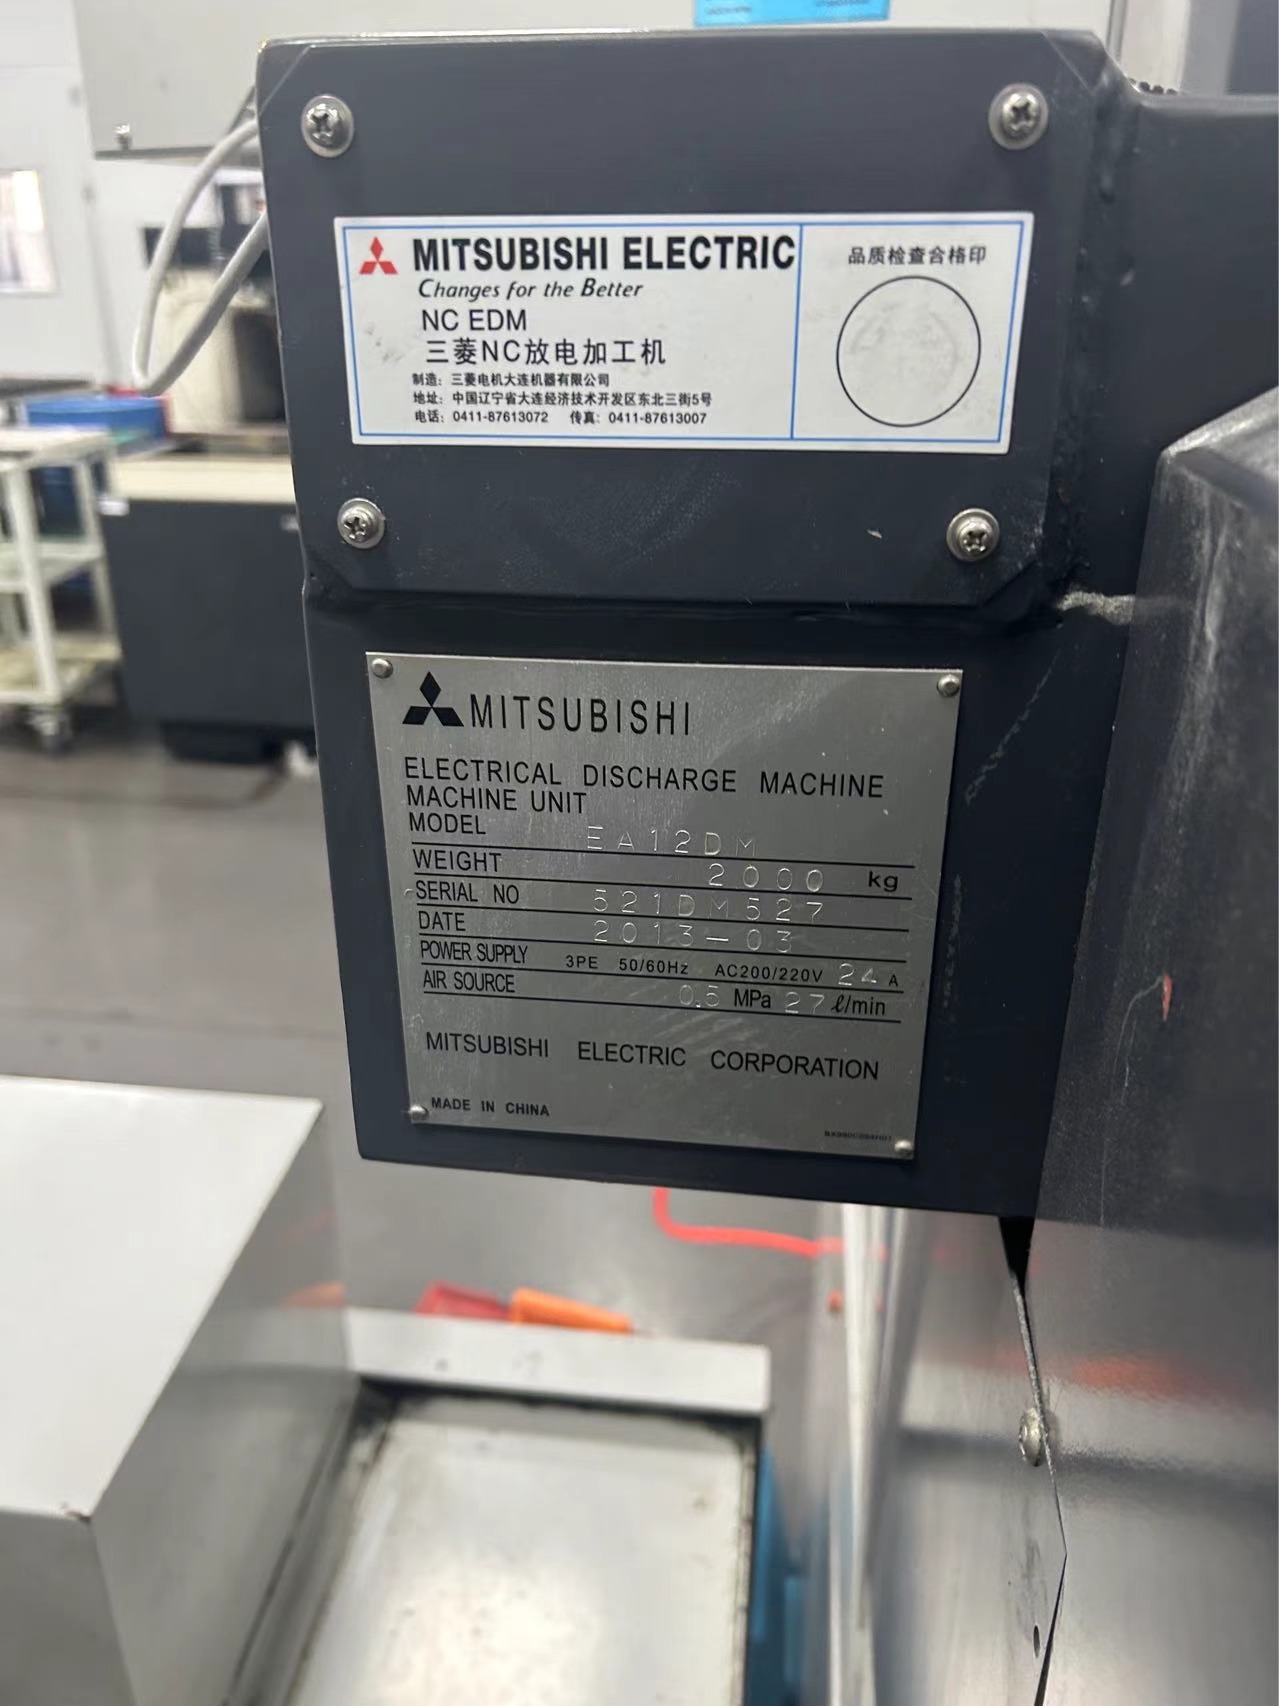 MITSUBISHI ELECTRIC
Changes for the Better
NC EDM
三菱NC放电加工机
制造: 三菱电机大连机器有限公司
地址: 中国辽宁省大连经济技术开发区东北三街5号
电话: 0411-87613072 传真: 0411-87613007
品质检查合格印
MITSUBISHI
ELECTRICAL DISCHARGE MACHINE
MACHINE UNIT
MODEL EA12DM
WEIGHT 2000 kg
SERIAL NO 521DM527
DATE 2013-03
POWER SUPPLY 3PE 50/60Hz AC200/220V 24 A
AIR SOURCE 0.5 MPa 27 ℓ/min
MITSUBISHI ELECTRIC CORPORATION
MADE IN CHINA